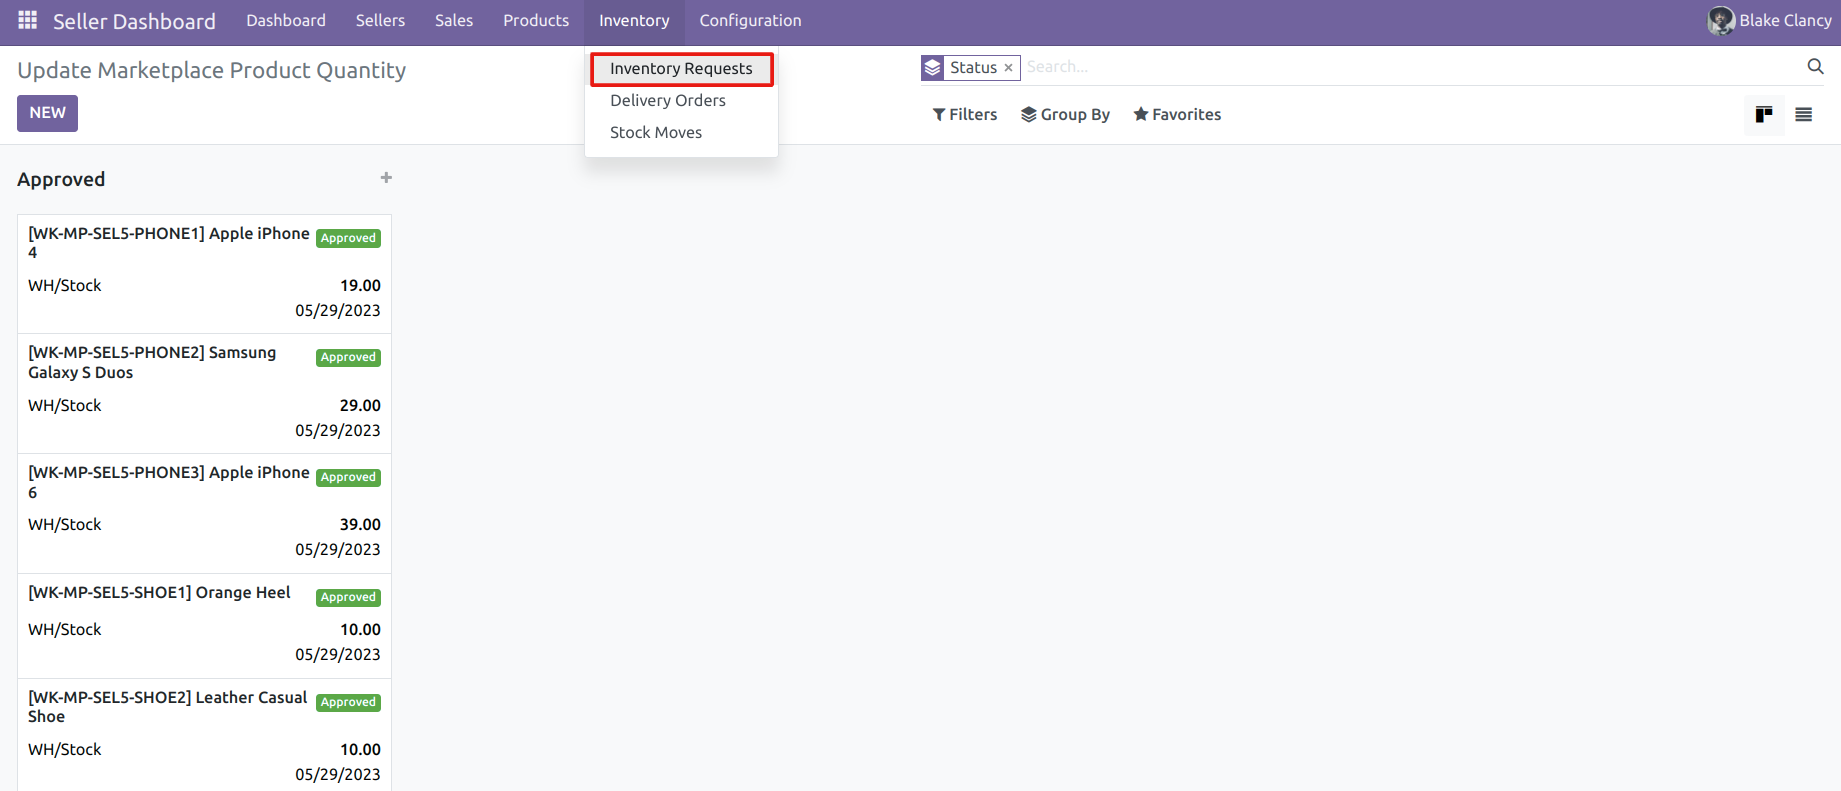 Seller Dashboard Dashboard Sellers Sales Products Inventory Configuration Blake Clancy
Update Marketplace Product Quantity
NEW
Inventory Requests
Delivery Orders
Stock Moves
Status × Search...
Filters Group By Favorites
Approved +
[WK-MP-SEL5-PHONE1] Apple iPhone
4
Approved
WH/Stock 19.00
05/29/2023
[WK-MP-SEL5-PHONE2] Samsung
Galaxy S Duos
Approved
WH/Stock 29.00
05/29/2023
[WK-MP-SEL5-PHONE3] Apple iPhone
6
Approved
WH/Stock 39.00
05/29/2023
[WK-MP-SEL5-SHOE1] Orange Heel
Approved
WH/Stock 10.00
05/29/2023
[WK-MP-SEL5-SHOE2] Leather Casual
Shoe
Approved
WH/Stock 10.00
05/29/2023